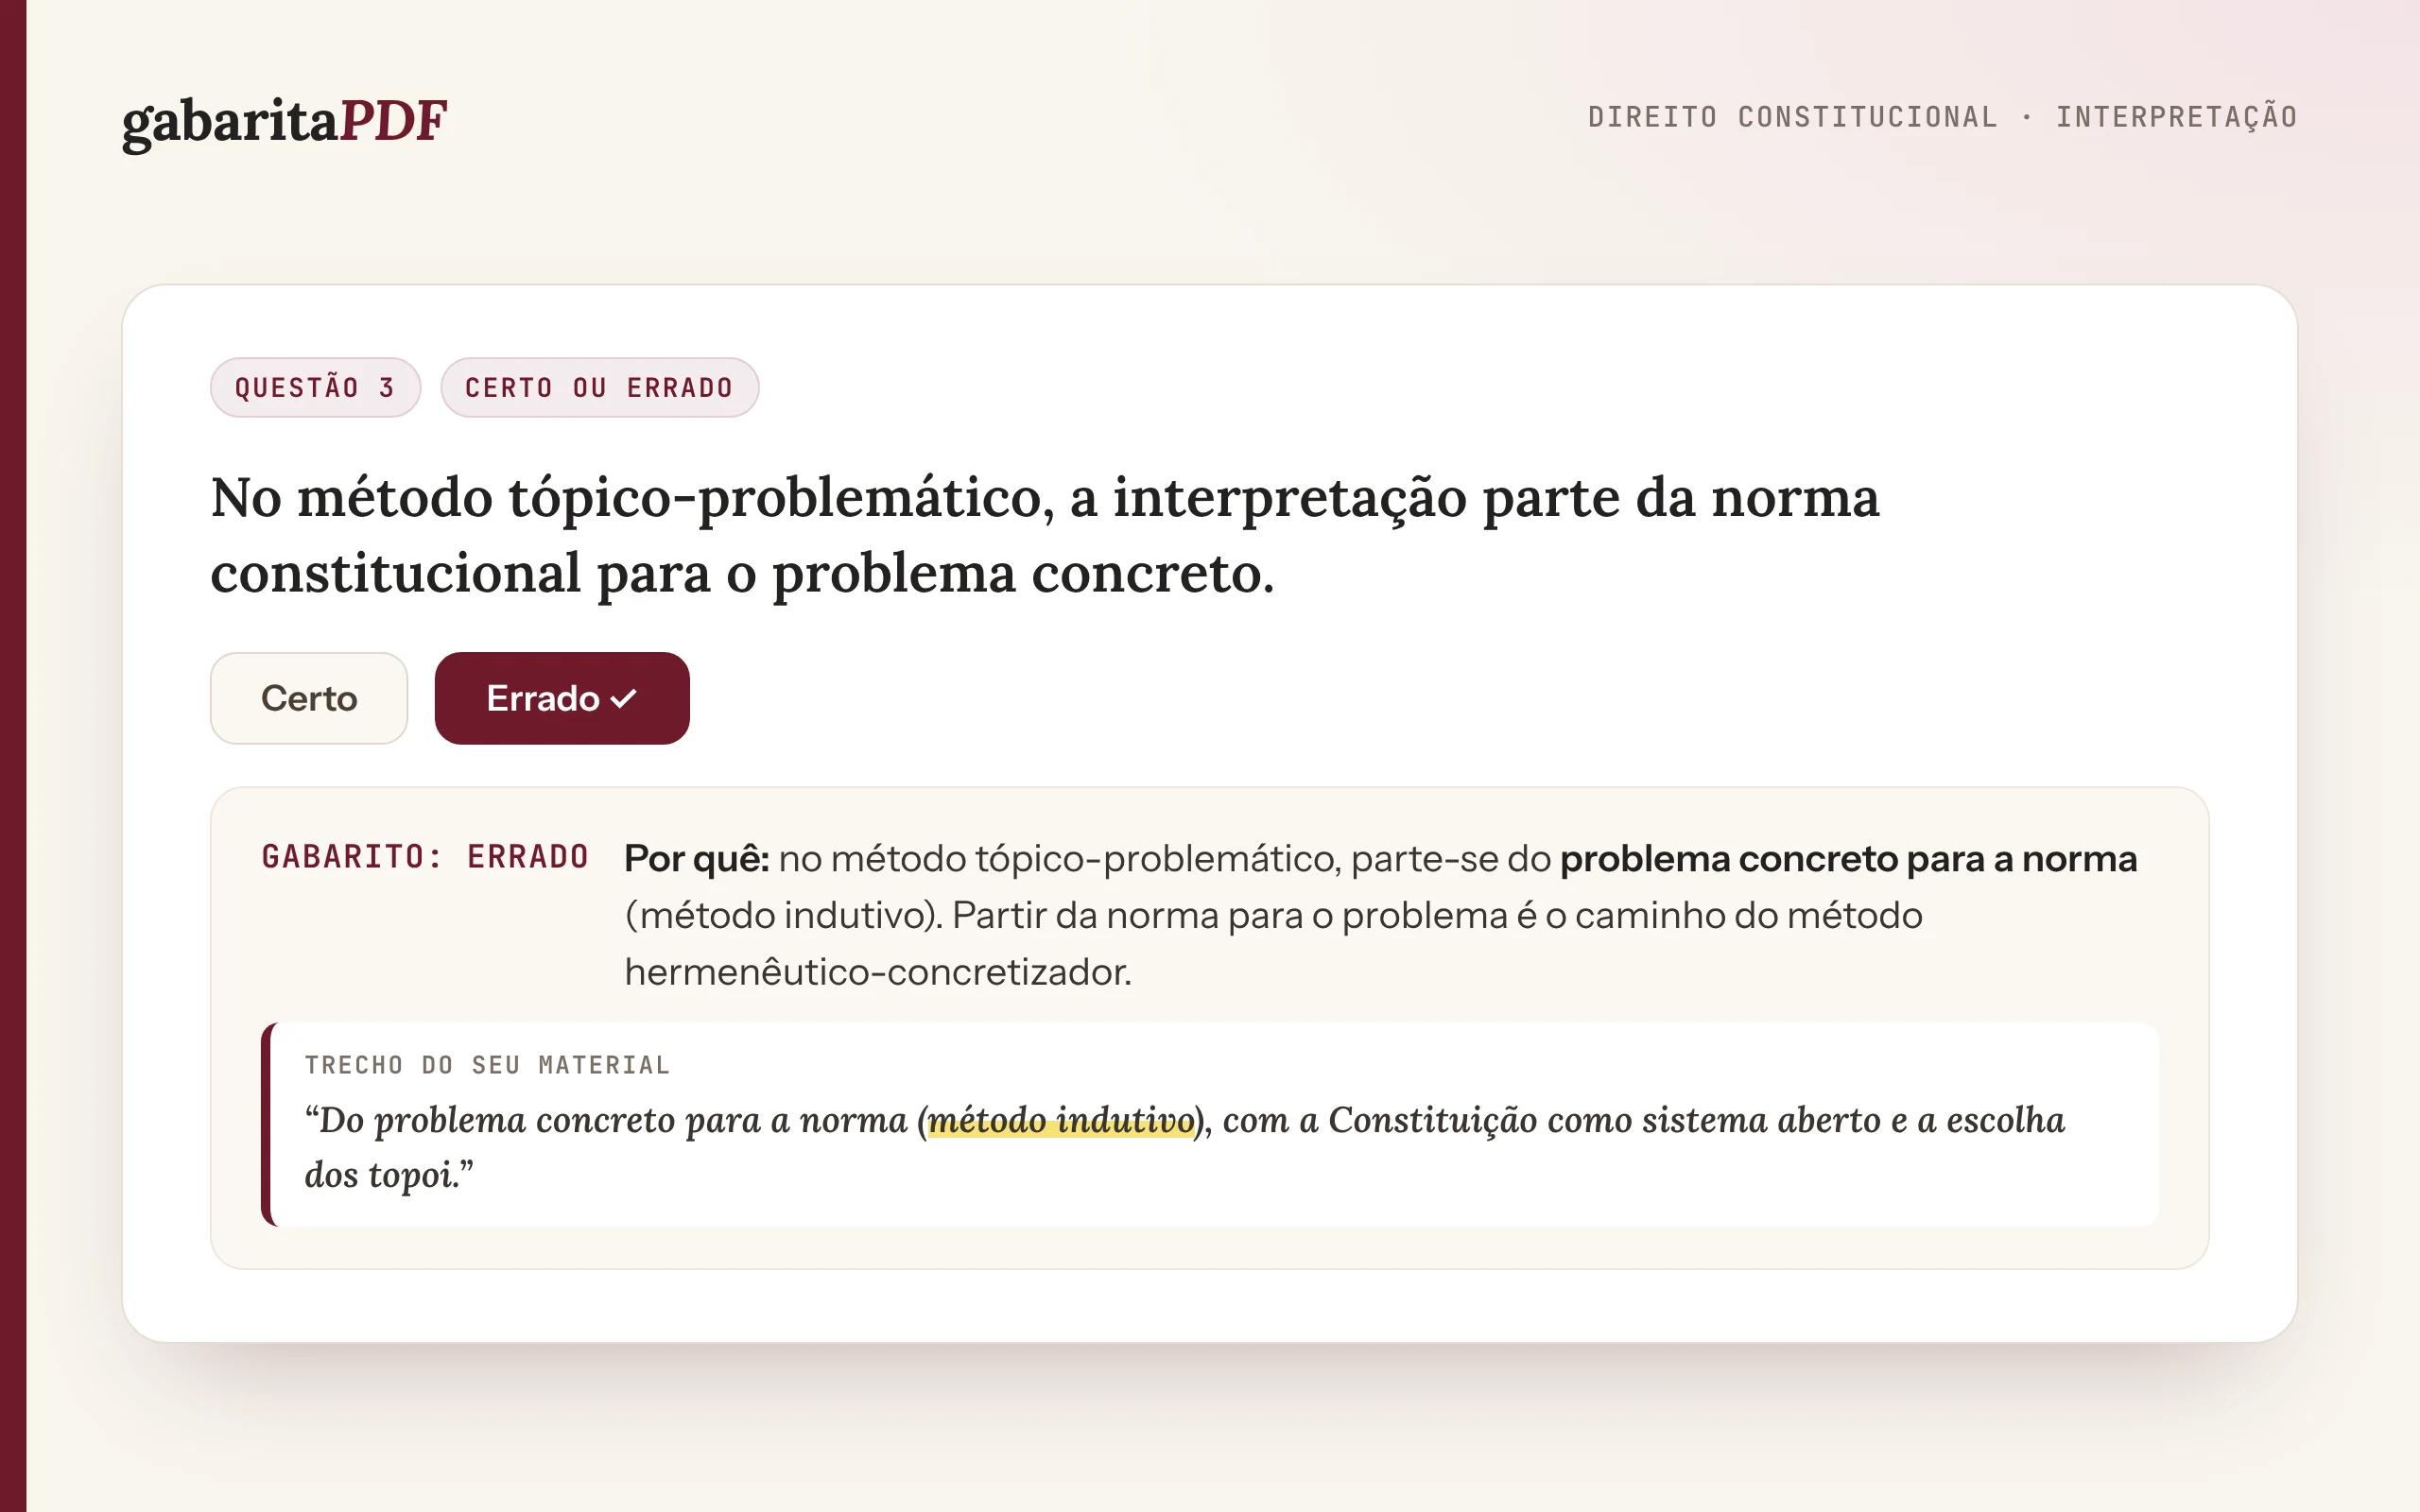 gabaritaPDF
DIREITO CONSTITUCIONAL · INTERPRETAÇÃO
QUESTÃO 3
CERTO OU ERRADO
No método tópico-problemático, a interpretação parte da norma
constitucional para o problema concreto.
Certo
Errado ✓
GABARITO: ERRADO
Por quê: no método tópico-problemático, parte-se do problema concreto para a norma
(método indutivo). Partir da norma para o problema é o caminho do método
hermenêutico-concretizador.
TRECHO DO SEU MATERIAL
“Do problema concreto para a norma (método indutivo), com a Constituição como sistema aberto e a escolha
dos topoi.”